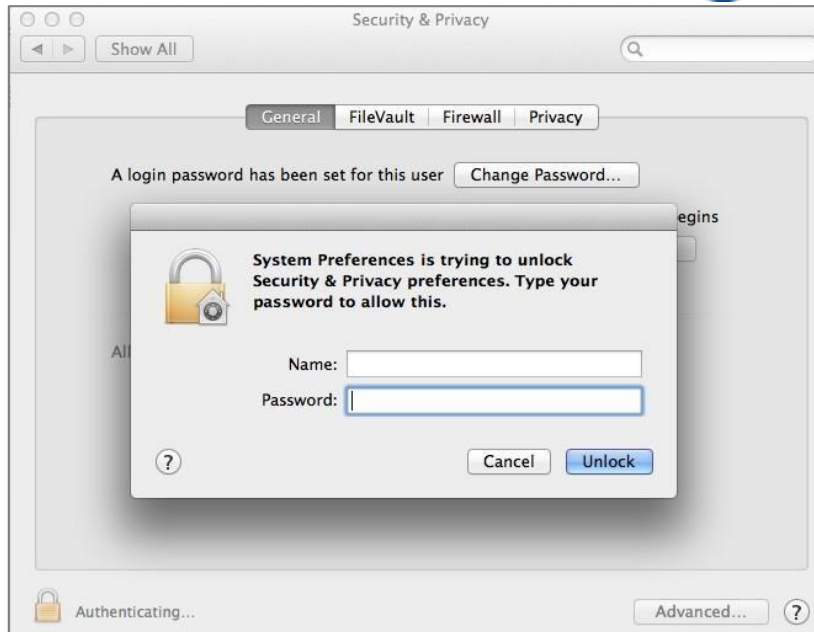 Security & Privacy
Show All
General FileVault Firewall Privacy
A login password has been set for this user Change Password...
egins
System Preferences is trying to unlock
Security & Privacy preferences. Type your
password to allow this.
All
Name:
Password:
? Cancel Unlock
Authenticating... Advanced... ?